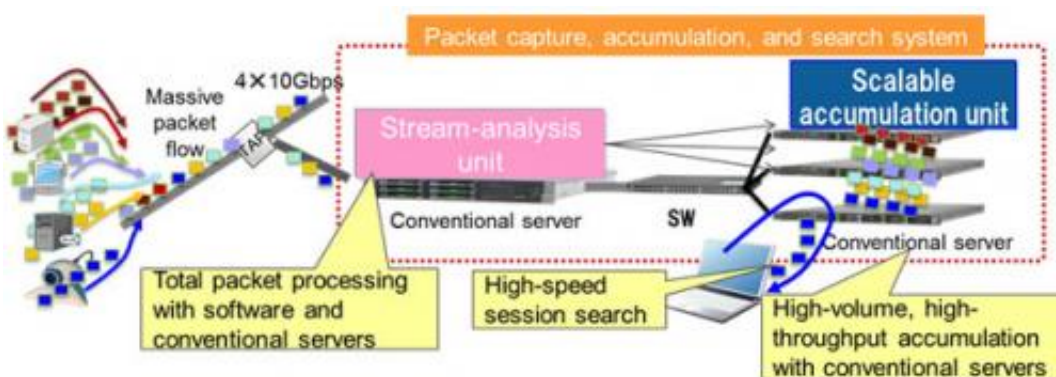 Packet capture, accumulation, and search system
4×10Gbps
Massive
packet
flow
TAP
Stream-analysis
unit
Scalable
accumulation unit
Conventional server
SW
Conventional server
Total packet processing
with software and
conventional servers
High-speed
session search
High-volume, high-
throughput accumulation
with conventional servers